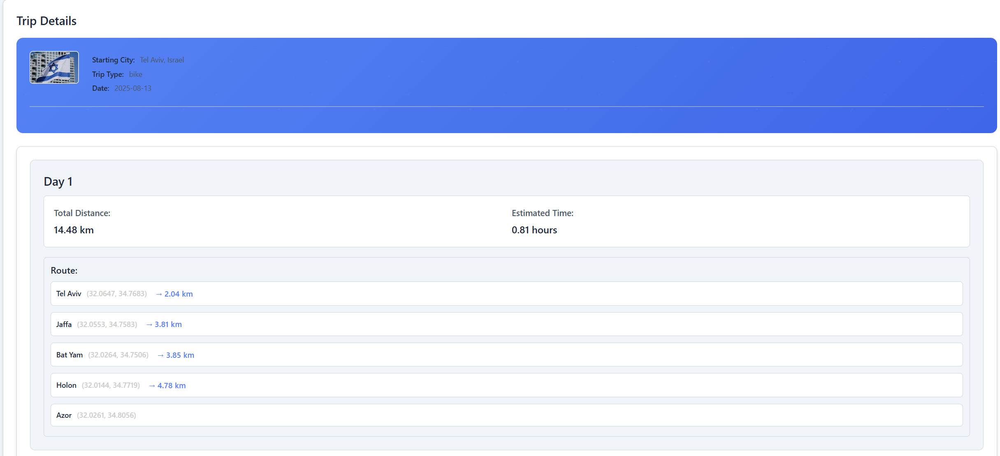 Trip Details
Starting City: Tel Aviv, Israel
Trip Type: bike
Date: 2025-08-13
Day 1
Total Distance:
14.48 km
Estimated Time:
0.81 hours
Route:
Tel Aviv (32.0647, 34.7683) → 2.04 km
Jaffa (32.0553, 34.7583) → 3.81 km
Bat Yam (32.0264, 34.7506) → 3.85 km
Holon (32.0144, 34.7719) → 4.78 km
Azor (32.0261, 34.8056)